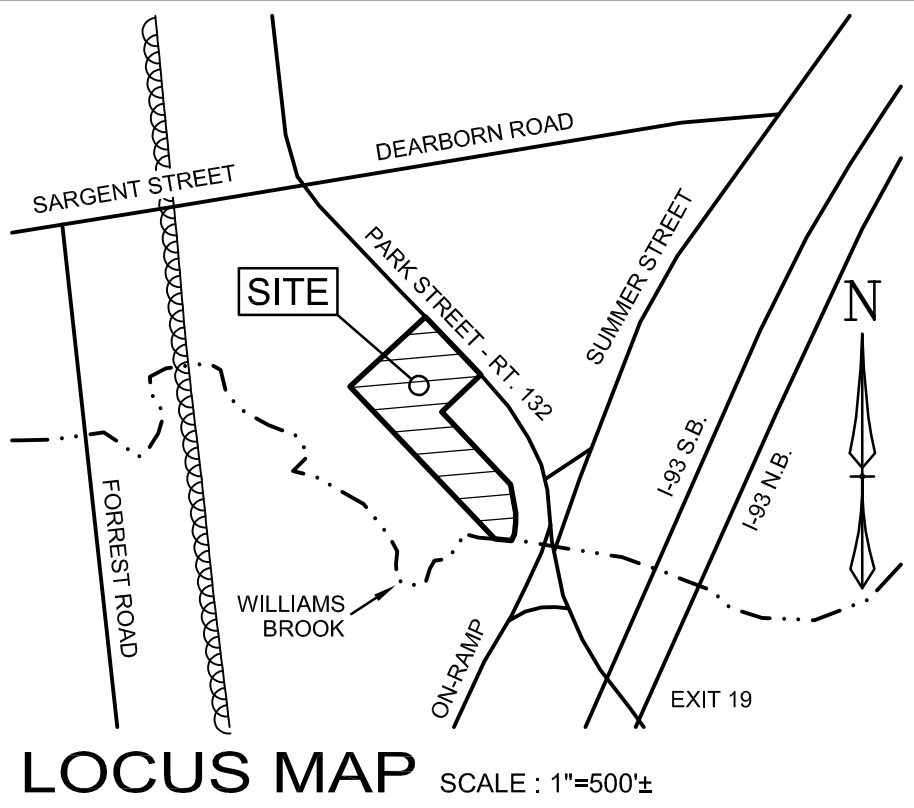 DEARBORN ROAD
SARGENT STREET
PARK STREET - RT. 132
SUMMER STREET
SITE
N
I-93 S.B.
I-93 N.B.
FORREST ROAD
WILLIAMS
BROOK
ON-RAMP
EXIT 19
LOCUS MAP
SCALE : 1"=500'±